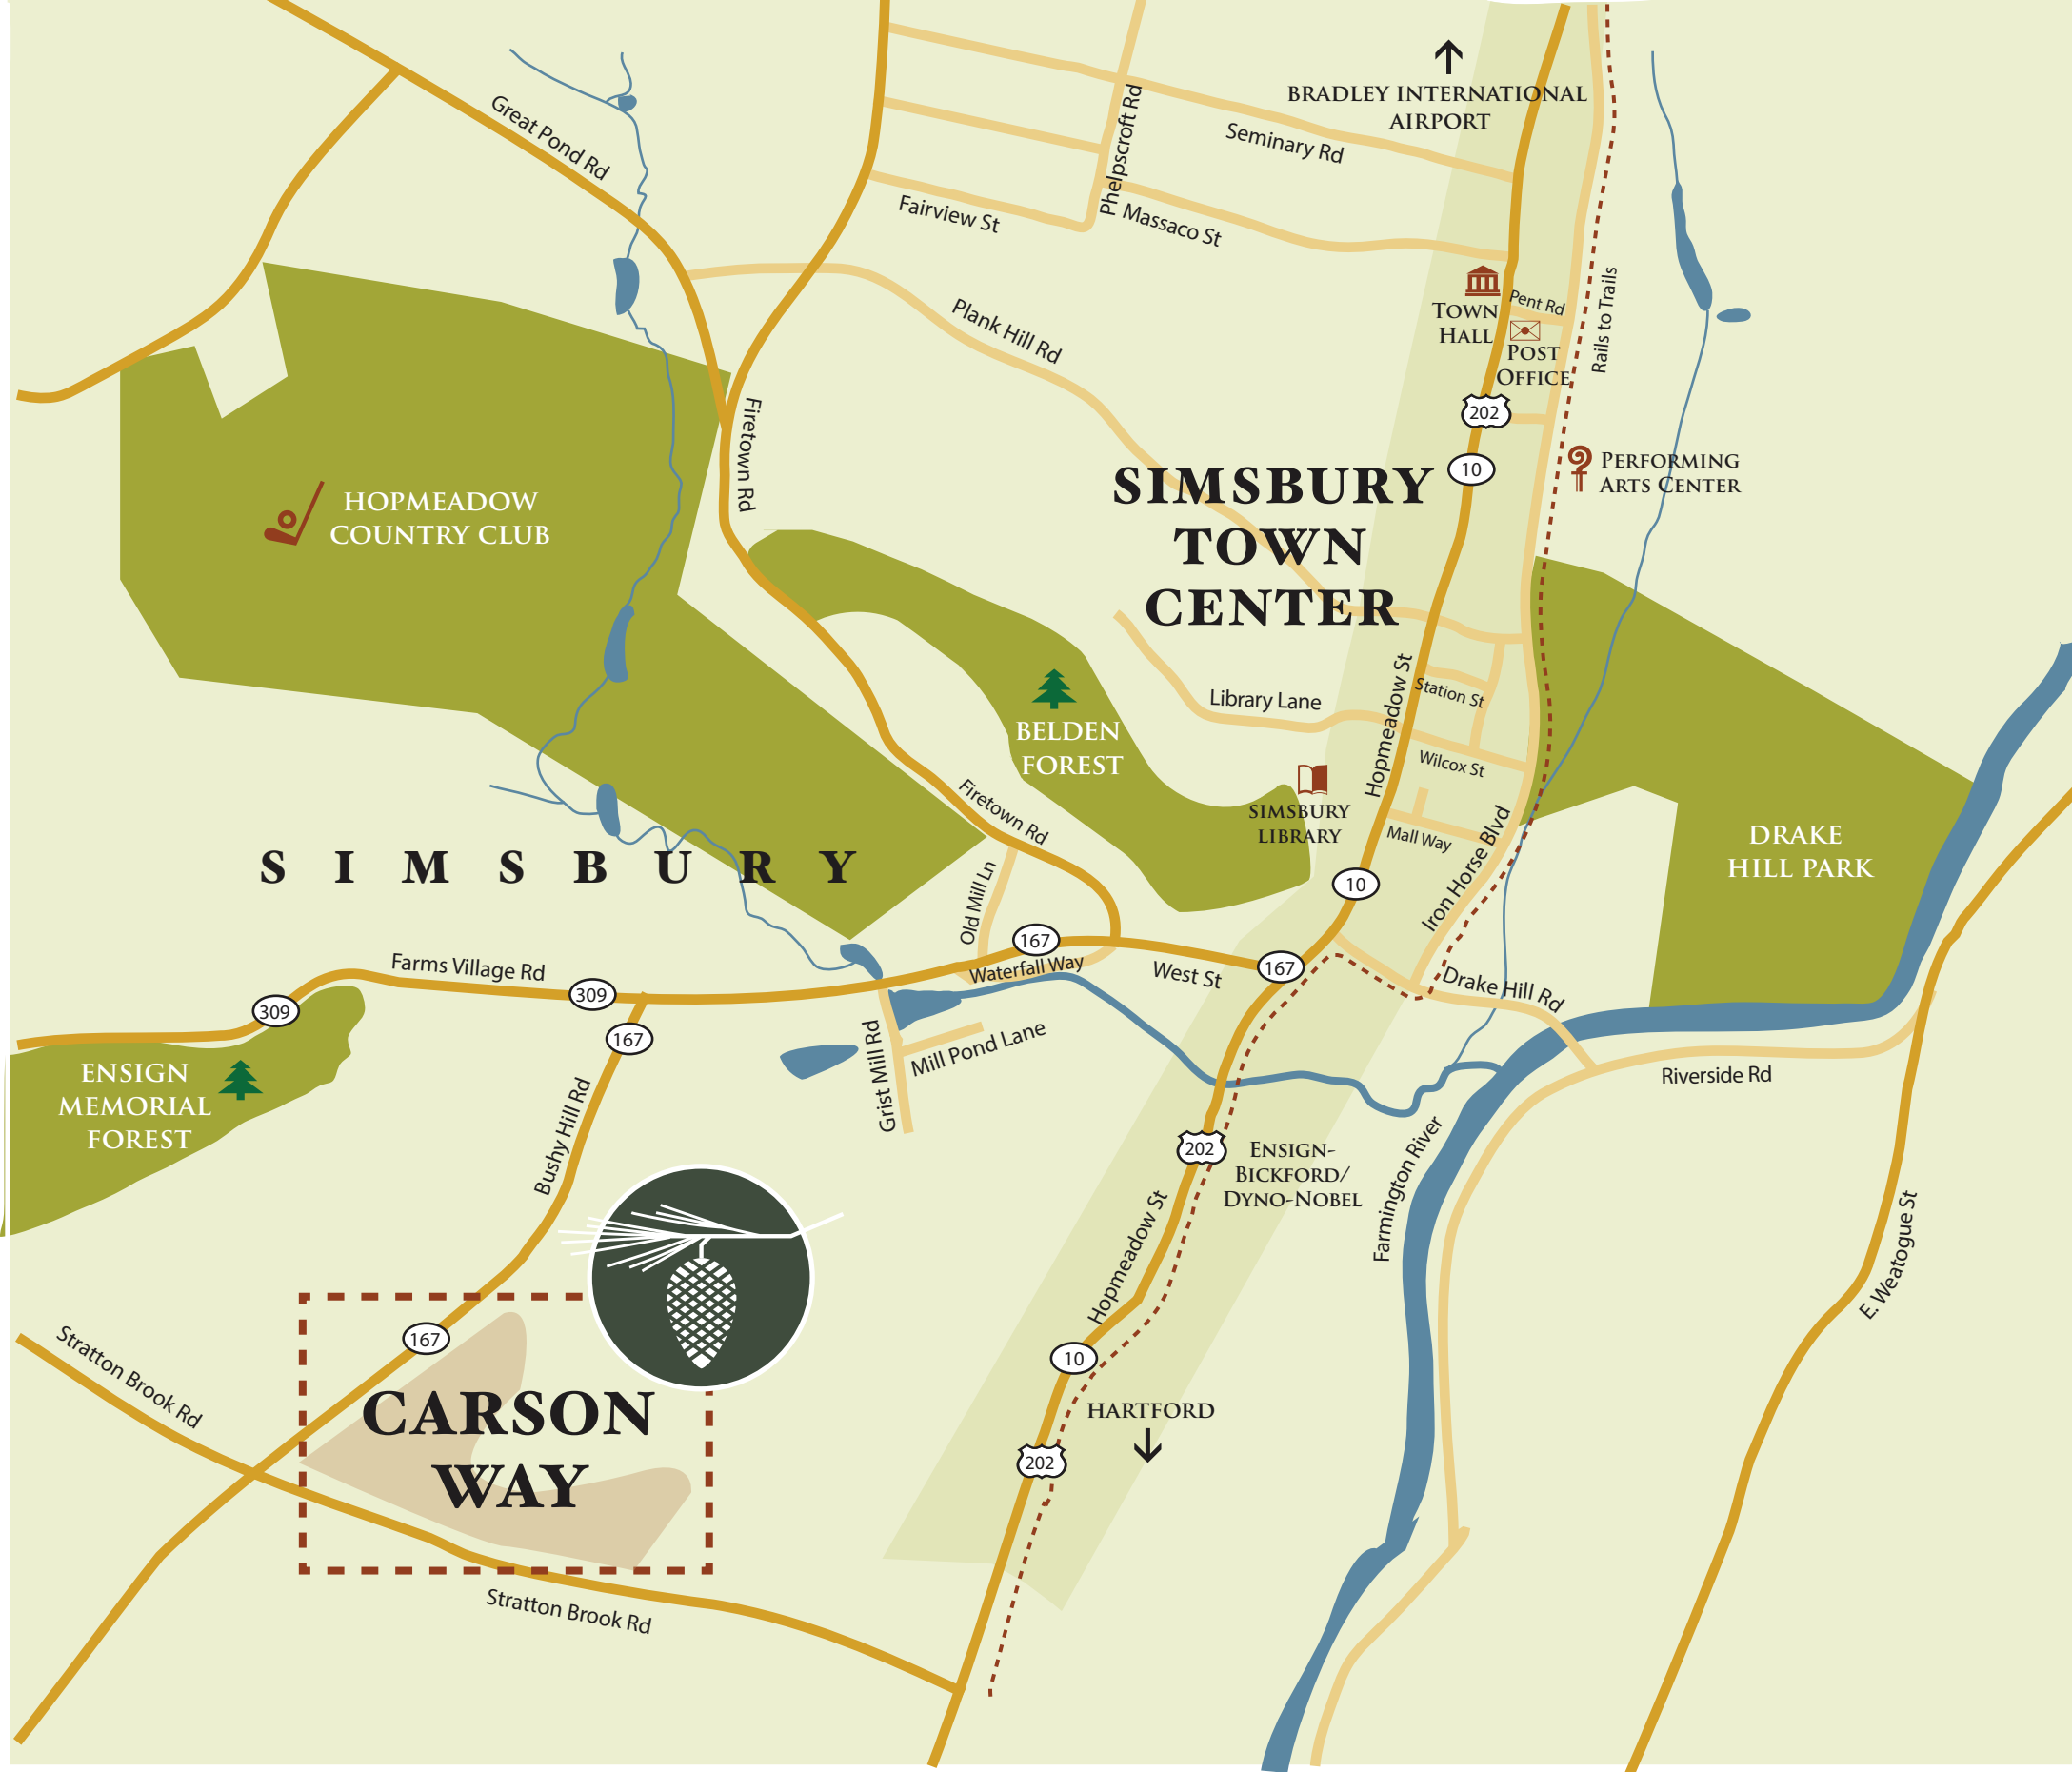 Great Pond Rd
BRADLEY INTERNATIONAL
AIRPORT
Seminary Rd
Phelpscroft Rd
Fairview St
Massaco St
Plank Hill Rd
Pent Rd
TOWN
HALL
POST
OFFICE
Rails to Trails
202
10
PERFORMING
ARTS CENTER
Firetown Rd
HOPMEADOW
COUNTRY CLUB
SIMSBURY
TOWN
CENTER
Hopmeadow St
Station St
Library Lane
BELDEN
FOREST
Wilcox St
SIMSBURY
LIBRARY
Mall Way
Iron Horse Blvd
DRAKE
HILL PARK
Firetown Rd
SIMSBURY
10
Old Mill Ln
167
Farms Village Rd
309
309
Waterfall Way
West St
167
Drake Hill Rd
167
Grist Mill Rd
Mill Pond Lane
Riverside Rd
ENSIGN
MEMORIAL
FOREST
Bushy Hill Rd
202
ENSIGN-
BICKFORD/
DYNO-NOBEL
Farmington River
Hopmeadow St
E. Weatogue St
167
Stratton Brook Rd
10
CARSON
WAY
HARTFORD
202
Stratton Brook Rd